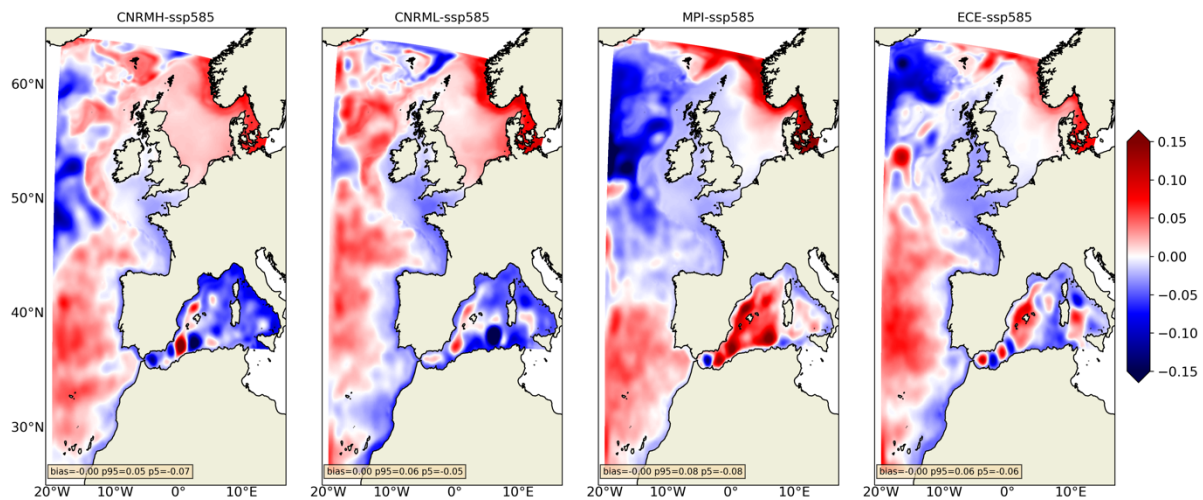 CNRMH-ssp585
CNRML-ssp585
MPI-ssp585
ECE-ssp585
60°N
50°N
40°N
30°N
0.15
0.10
0.05
0.00
−0.05
−0.10
−0.15
bias=-0.00 p95=0.05 p5=-0.07
bias=0.00 p95=0.06 p5=-0.05
bias=-0.00 p95=0.08 p5=-0.08
bias=-0.00 p95=0.06 p5=-0.06
20°W 10°W 0° 10°E
20°W 10°W 0° 10°E
20°W 10°W 0° 10°E
20°W 10°W 0° 10°E